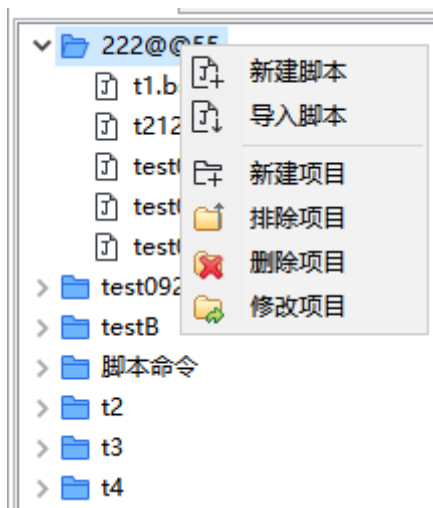 222@@55
新建脚本
t1.b
导入脚本
t212
新建项目
test
排除项目
test
删除项目
test
修改项目
test092
testB
脚本命令
t2
t3
t4